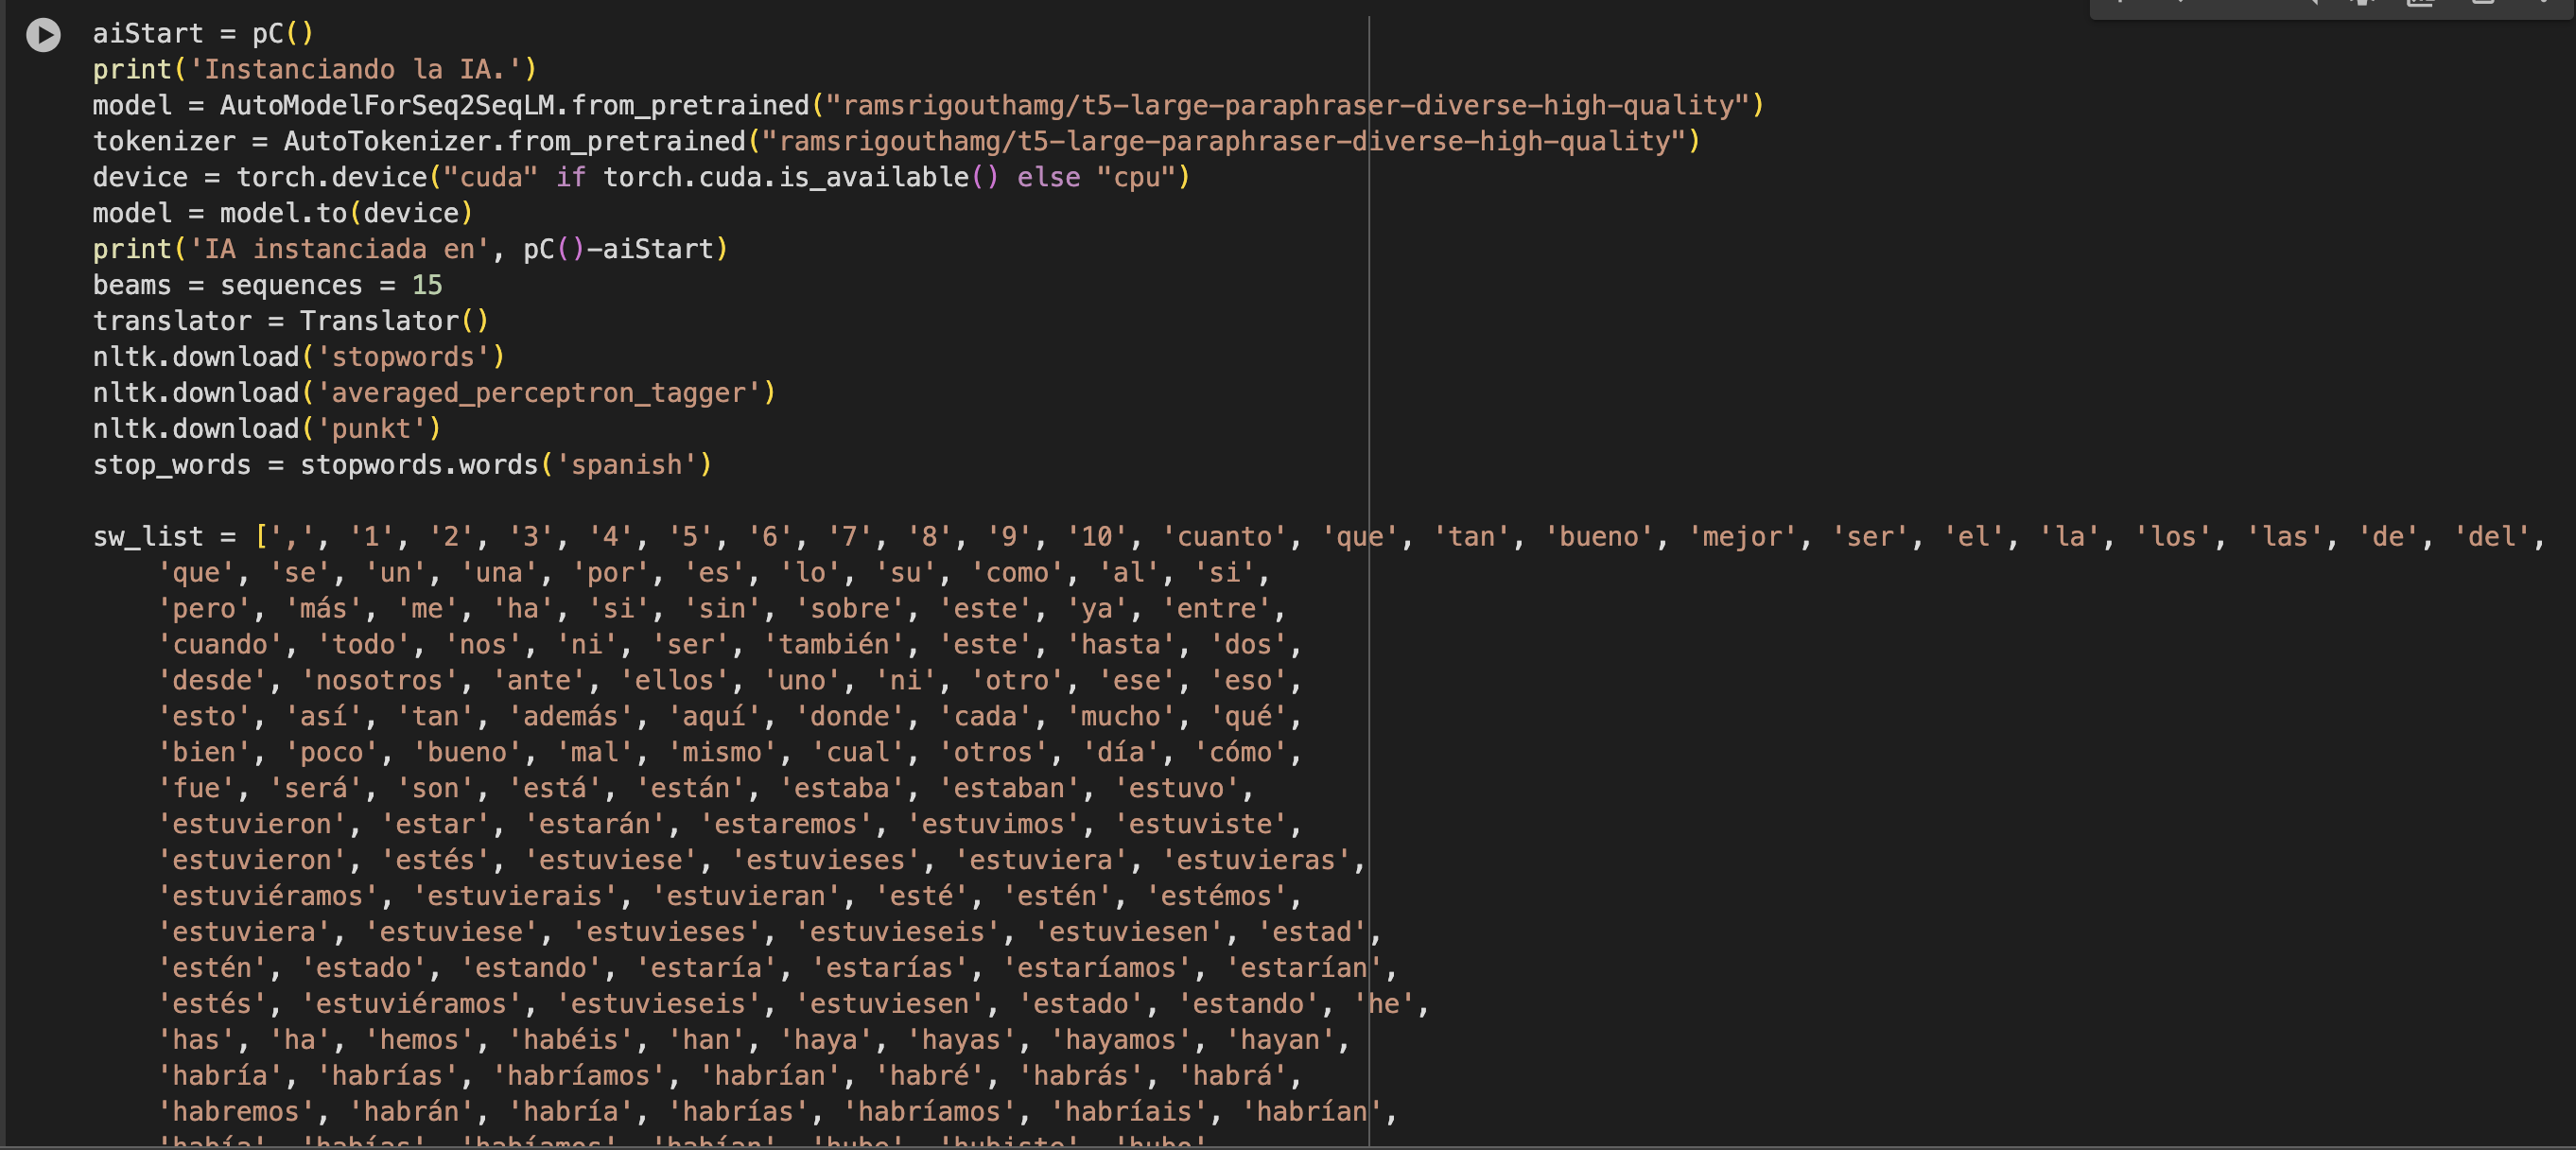 aiStart = pC()
print('Instanciando la IA.')
model = AutoModelForSeq2SeqLM.from_pretrained("ramsrigouthamg/t5-large-paraphraser-diverse-high-quality")
tokenizer = AutoTokenizer.from_pretrained("ramsrigouthamg/t5-large-paraphraser-diverse-high-quality")
device = torch.device("cuda" if torch.cuda.is_available() else "cpu")
model = model.to(device)
print('IA instanciada en', pC()-aiStart)
beams = sequences = 15
translator = Translator()
nltk.download('stopwords')
nltk.download('averaged_perceptron_tagger')
nltk.download('punkt')
stop_words = stopwords.words('spanish')
sw_list = [',', '1', '2', '3', '4', '5', '6', '7', '8', '9', '10', 'cuanto', 'que', 'tan', 'bueno', 'mejor', 'ser', 'el', 'la', 'los', 'las', 'de', 'del',
'que', 'se', 'un', 'una', 'por', 'es', 'lo', 'su', 'como', 'al', 'si',
'pero', 'más', 'me', 'ha', 'si', 'sin', 'sobre', 'este', 'ya', 'entre',
'cuando', 'todo', 'nos', 'ni', 'ser', 'también', 'este', 'hasta', 'dos',
'desde', 'nosotros', 'ante', 'ellos', 'uno', 'ni', 'otro', 'ese', 'eso',
'esto', 'así', 'tan', 'además', 'aquí', 'donde', 'cada', 'mucho', 'qué',
'bien', 'poco', 'bueno', 'mal', 'mismo', 'cual', 'otros', 'día', 'cómo',
'fue', 'será', 'son', 'está', 'están', 'estaba', 'estaban', 'estuvo',
'estuvieron', 'estar', 'estarán', 'estaremos', 'estuvimos', 'estuviste',
'estuvieron', 'estés', 'estuviese', 'estuvieses', 'estuviera', 'estuvieras',
'estuviéramos', 'estuvierais', 'estuvieran', 'esté', 'estén', 'estémos',
'estuviera', 'estuviese', 'estuvieses', 'estuvieseis', 'estuviesen', 'estad',
'estén', 'estado', 'estando', 'estaría', 'estarías', 'estaríamos', 'estarían',
'estés', 'estuviéramos', 'estuvieseis', 'estuviesen', 'estado', 'estando', 'he',
'has', 'ha', 'hemos', 'habéis', 'han', 'haya', 'hayas', 'hayamos', 'hayan',
'habría', 'habrías', 'habríamos', 'habrían', 'habré', 'habrás', 'habrá',
'habremos', 'habrán', 'habría', 'habrías', 'habríamos', 'habríais', 'habrían',